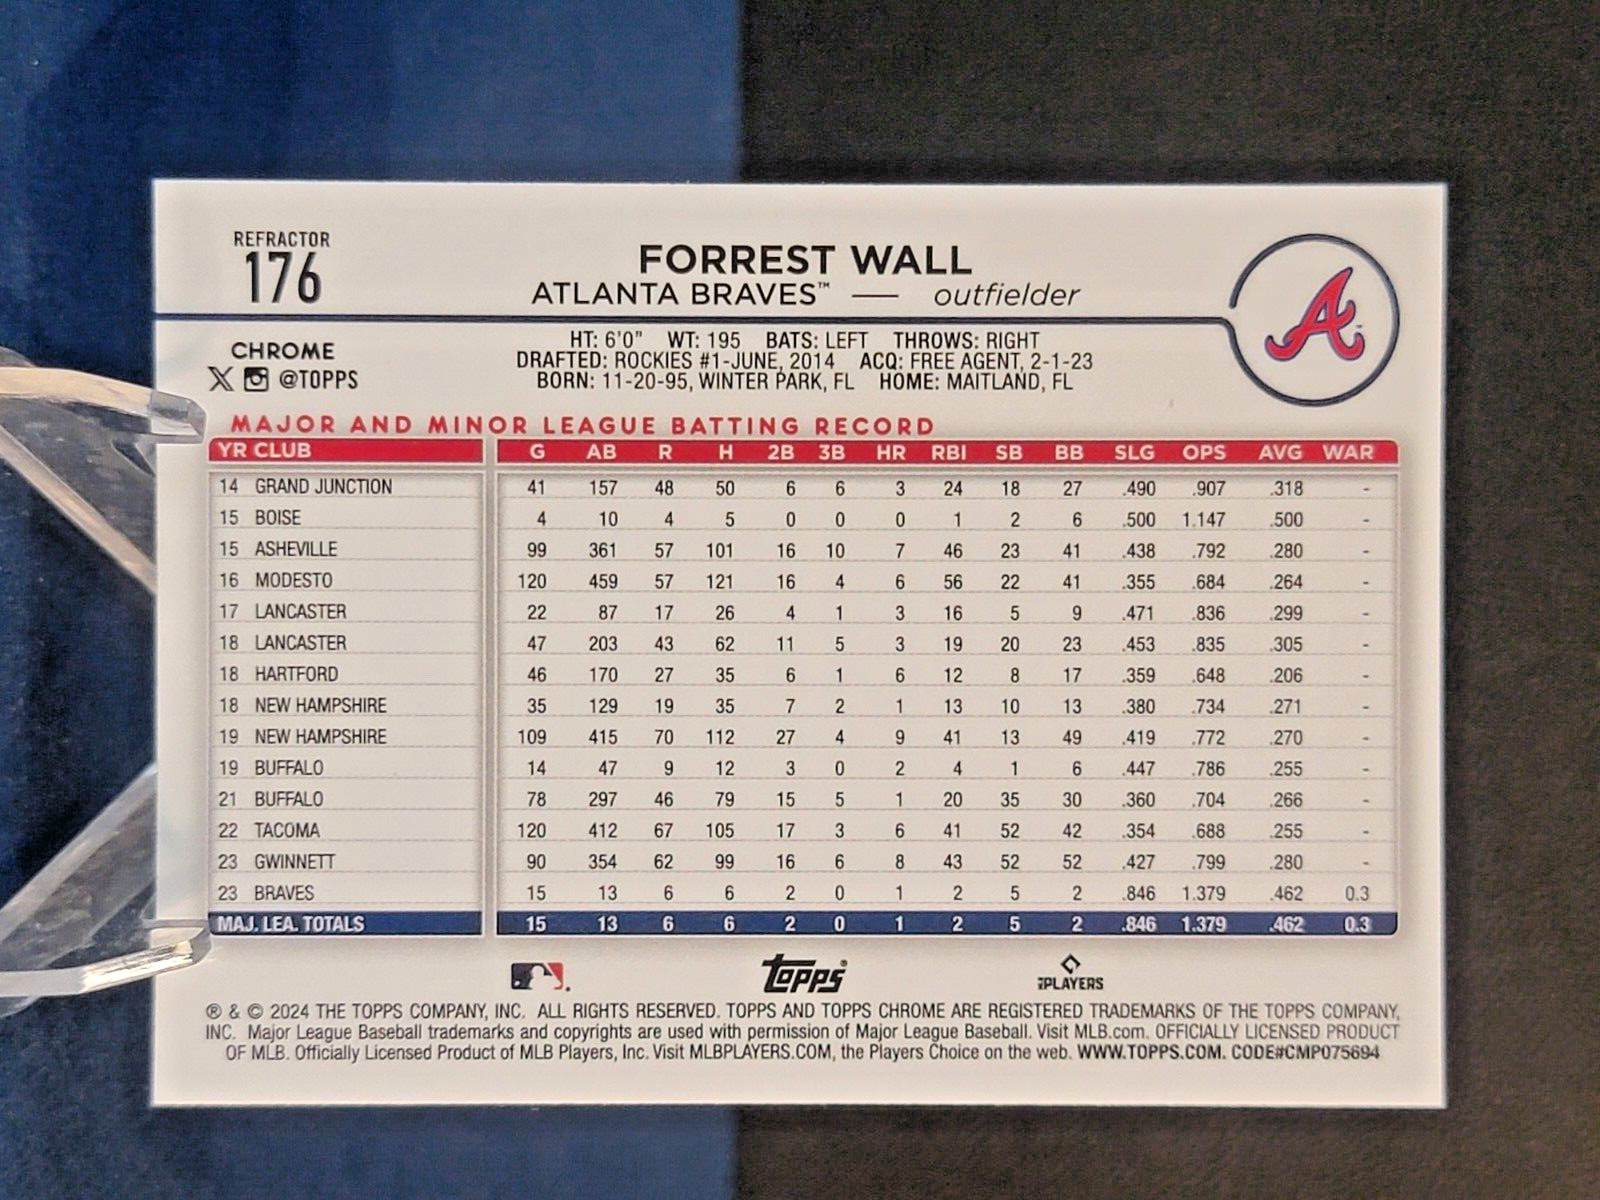 REFRACTOR
176
FORREST WALL
ATLANTA BRAVES™ — outfielder
A
CHROME
@TOPPS
HT: 6'0" WT: 195 BATS: LEFT THROWS: RIGHT
DRAFTED: ROCKIES #1-JUNE, 2014 ACQ: FREE AGENT, 2-1-23
BORN: 11-20-95, WINTER PARK, FL HOME: MAITLAND, FL
MAJOR AND MINOR LEAGUE BATTING RECORD
YR CLUB G AB R H 2B 3B HR RBI SB BB SLG OPS AVG WAR
14 GRAND JUNCTION 41 157 48 50 6 6 3 24 18 27 .490 .907 .318 -
15 BOISE 4 10 4 5 0 0 0 1 2 6 .500 1.147 .500 -
15 ASHEVILLE 99 361 57 101 16 10 7 46 23 41 .438 .792 .280 -
16 MODESTO 120 459 57 121 16 4 6 56 22 41 .355 .684 .264 -
17 LANCASTER 22 87 17 26 4 1 3 16 5 9 .471 .836 .299 -
18 LANCASTER 47 203 43 62 11 5 3 19 20 23 .453 .835 .305 -
18 HARTFORD 46 170 27 35 6 1 6 12 8 17 .359 .648 .206 -
18 NEW HAMPSHIRE 35 129 19 35 7 2 1 13 10 13 .380 .734 .271 -
19 NEW HAMPSHIRE 109 415 70 112 27 4 9 41 13 49 .419 .772 .270 -
19 BUFFALO 14 47 9 12 3 0 2 4 1 6 .447 .786 .255 -
21 BUFFALO 78 297 46 79 15 5 1 20 35 30 .360 .704 .266 -
22 TACOMA 120 412 67 105 17 3 6 41 52 42 .354 .688 .255 -
23 GWINNETT 90 354 62 99 16 6 8 43 52 52 .427 .799 .280 -
23 BRAVES 15 13 6 6 2 0 1 2 5 2 .846 1.379 .462 0.3
MAJ. LEA. TOTALS 15 13 6 6 2 0 1 2 5 2 .846 1.379 .462 0.3
Topps® PLAYERS
® & © 2024 THE TOPPS COMPANY, INC. ALL RIGHTS RESERVED. TOPPS AND TOPPS CHROME ARE REGISTERED TRADEMARKS OF THE TOPPS COMPANY,
INC. Major League Baseball trademarks and copyrights are used with permission of Major League Baseball. Visit MLB.com. OFFICIALLY LICENSED PRODUCT
OF MLB. Officially Licensed Product of MLB Players, Inc. Visit MLBPLAYERS.COM, the Players Choice on the web. WWW.TOPPS.COM. CODE#CMP075694